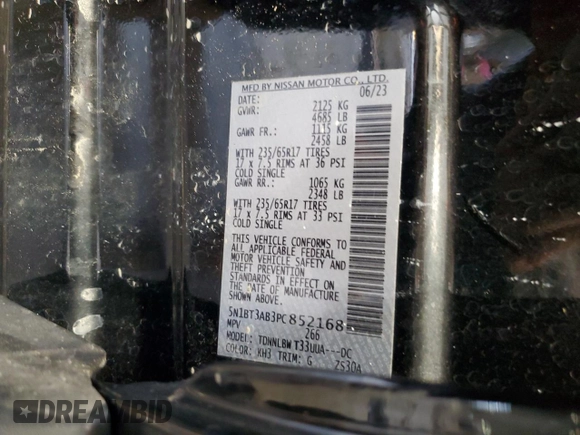 MFD BY NISSAN MOTOR CO., LTD.
DATE: 06/23
GVWR: 2125 KG
4685 LB
GAWR FR.: 1115 KG
2458 LB
WITH 235/65R17 TIRES
17 x 7.5 RIMS AT 36 PSI
COLD SINGLE
GAWR RR.: 1065 KG
2348 LB
WITH 235/65R17 TIRES
17 x 7.5 RIMS AT 33 PSI
COLD SINGLE
THIS VEHICLE CONFORMS TO
ALL APPLICABLE FEDERAL
MOTOR VEHICLE SAFETY AND
THEFT PREVENTION
STANDARDS IN EFFECT ON
THE DATE OF MANUFACTURE
SHOWN ABOVE.
5N1BT3AB3PC852168
MPV 266
MODEL: TDNNLBW T33UUA---DC
COLOR: KH3 TRIM: G 2S30A
DREAMBID